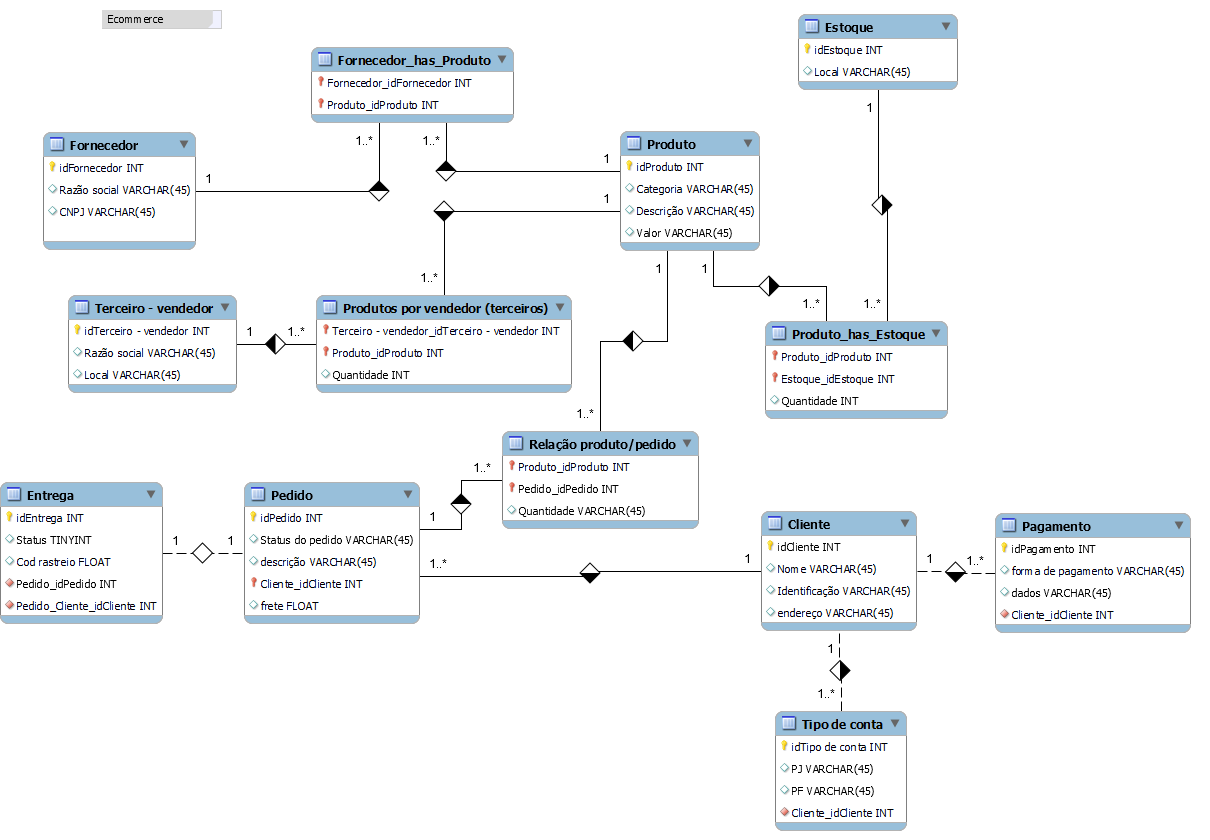 Ecommerce
Estoque
idEstoque INT
Local VARCHAR(45)
1
1..*
Fornecedor_has_Produto
Fornecedor_idFornecedor INT
Produto_idProduto INT
1..*
1..*
1
1
Fornecedor
idFornecedor INT
Razão social VARCHAR(45)
CNPJ VARCHAR(45)
1
Produto
idProduto INT
Categoria VARCHAR(45)
Descrição VARCHAR(45)
Valor VARCHAR(45)
1
1
1..*
1..*
Terceiro - vendedor
idTerceiro - vendedor INT
Razão social VARCHAR(45)
Local VARCHAR(45)
1
1..*
Produtos por vendedor (terceiros)
Terceiro - vendedor_idTerceiro - vendedor INT
Produto_idProduto INT
Quantidade INT
Produto_has_Estoque
Produto_idProduto INT
Estoque_idEstoque INT
Quantidade INT
1..*
Relação produto/pedido
Produto_idProduto INT
Pedido_idPedido INT
Quantidade VARCHAR(45)
1..*
1
Entrega
idEntrega INT
Status TINYINT
Cod rastreio FLOAT
Pedido_idPedido INT
Pedido_Cliente_idCliente INT
1
1
Pedido
idPedido INT
Status do pedido VARCHAR(45)
descrição VARCHAR(45)
Cliente_idCliente INT
frete FLOAT
1..*
1
Cliente
idCliente INT
Nome VARCHAR(45)
Identificação VARCHAR(45)
endereço VARCHAR(45)
1
1..*
Pagamento
idPagamento INT
forma de pagamento VARCHAR(45)
dados VARCHAR(45)
Cliente_idCliente INT
1
1..*
Tipo de conta
idTipo de conta INT
PJ VARCHAR(45)
PF VARCHAR(45)
Cliente_idCliente INT